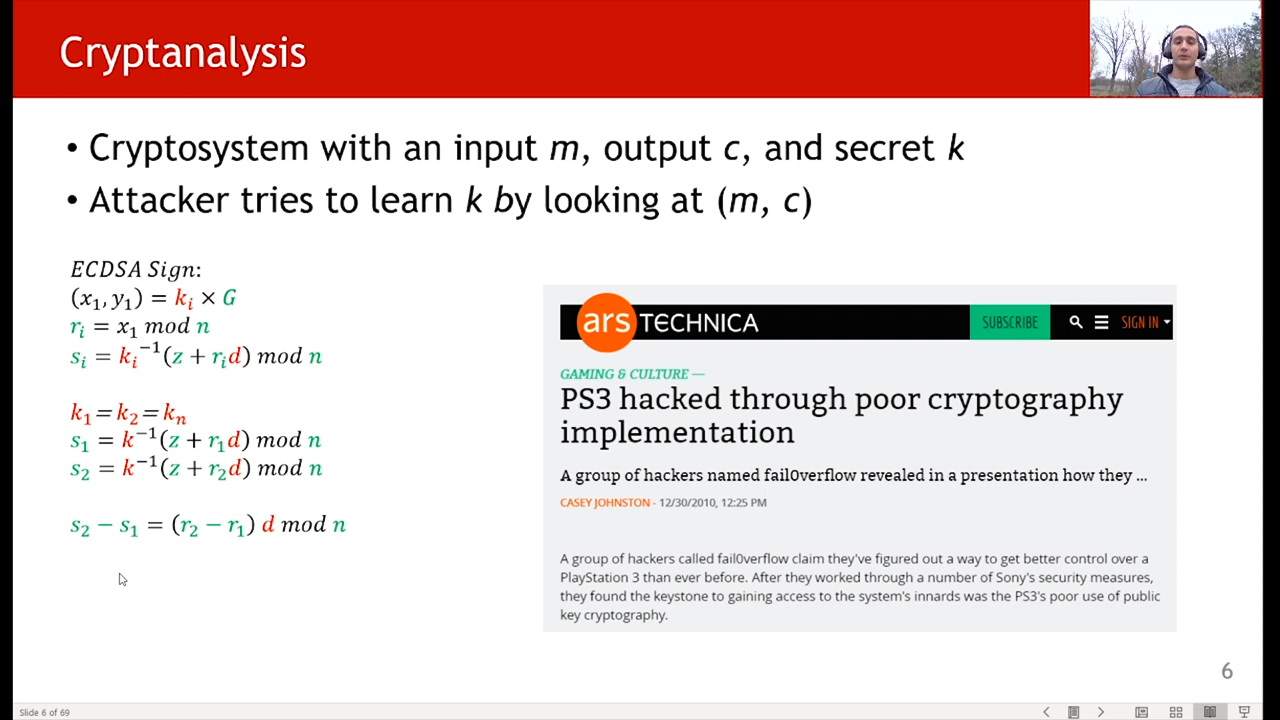 Cryptanalysis
• Cryptosystem with an input m, output c, and secret k
• Attacker tries to learn k by looking at (m, c)
ECDSA Sign:
(x₁, y₁) = kᵢ × G
rᵢ = x₁ mod n
sᵢ = kᵢ⁻¹(z + rᵢd) mod n
k₁=k₂=kₙ
s₁ = k⁻¹(z + r₁d) mod n
s₂ = k⁻¹(z + r₂d) mod n
s₂ − s₁ = (r₂ − r₁) d mod n
ars TECHNICA SUBSCRIBE SIGN IN
GAMING & CULTURE —
PS3 hacked through poor cryptography
implementation
A group of hackers named fail0verflow revealed in a presentation how they ...
CASEY JOHNSTON - 12/30/2010, 12:25 PM
A group of hackers called fail0verflow claim they've figured out a way to get better control over a
PlayStation 3 than ever before. After they worked through a number of Sony's security measures,
they found the keystone to gaining access to the system's innards was the PS3's poor use of public
key cryptography.
6
Slide 6 of 69